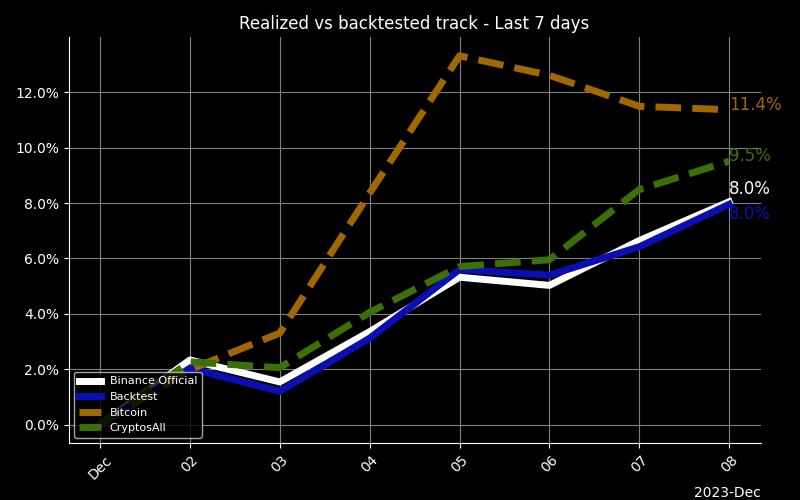 Realized vs backtested track - Last 7 days
12.0%
10.0%
8.0%
6.0%
4.0%
2.0%
0.0%
11.4%
9.5%
8.0%
8.0%
Binance Official
Backtest
Bitcoin
CryptosAll
Dec 02 03 04 05 06 07 08
2023-Dec